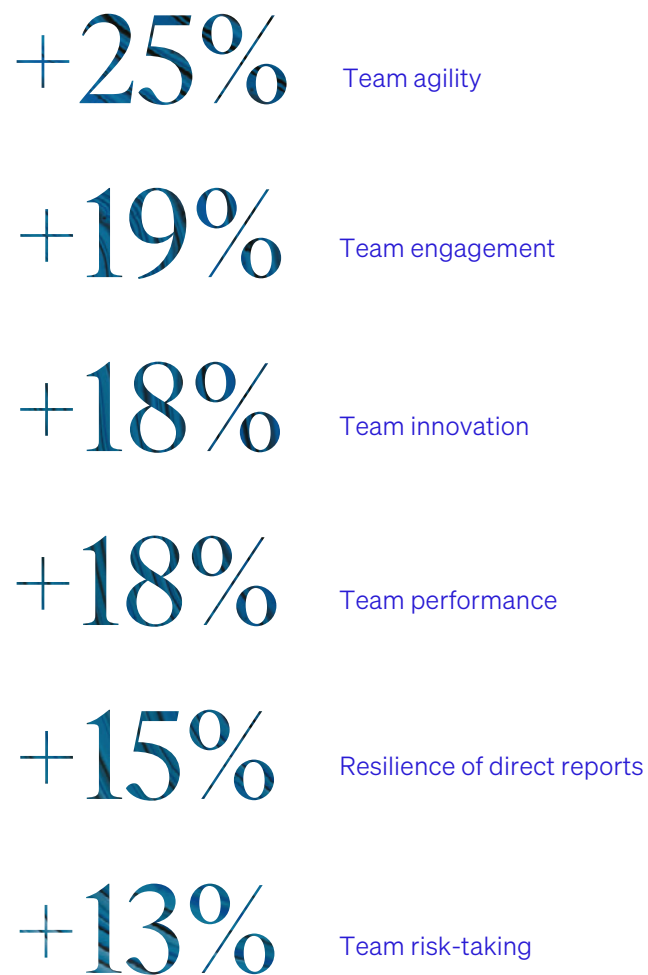 +25% Team agility
+19% Team engagement
+18% Team innovation
+18% Team performance
+15% Resilience of direct reports
+13% Team risk-taking